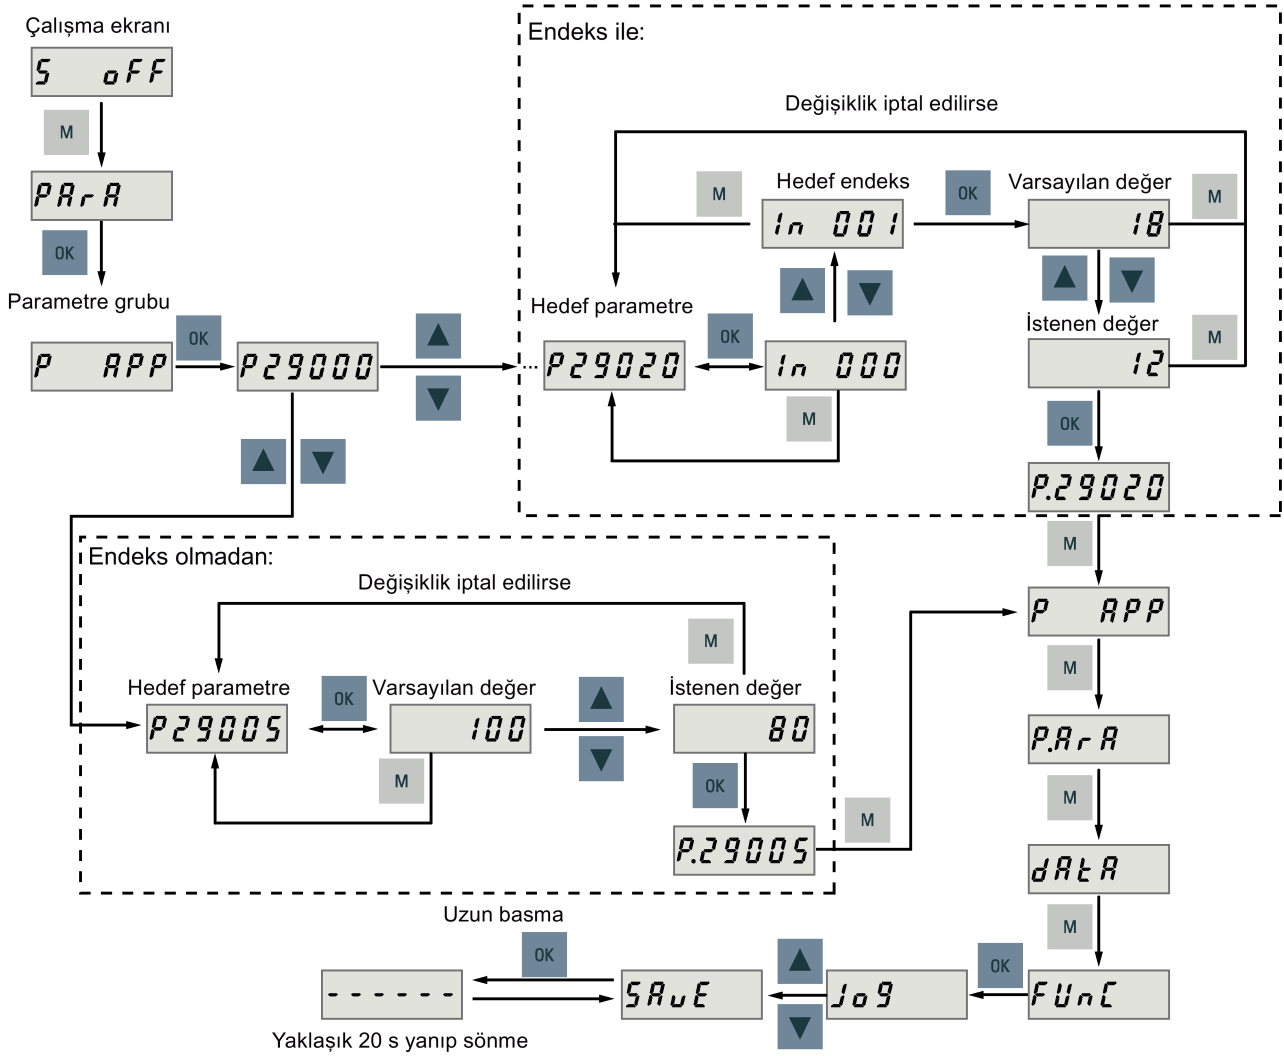 Çalışma ekranı
S oFF
M
PArA
OK
Parametre grubu
P APP
OK
P29000
Endeks ile:
Değişiklik iptal edilirse
M
Hedef endeks
In 001
OK
Varsayılan değer
18
M
Hedef parametre
... P29020
OK
In 000
M
İstenen değer
12
M
OK
P.29020
M
Endeks olmadan:
Değişiklik iptal edilirse
M
Hedef parametre
P29005
OK
Varsayılan değer
100
M
İstenen değer
80
OK
P.29005
M
P APP
M
P.ArA
M
dAtA
M
FUnC
OK
Jog
SAvE
Uzun basma
OK
------
Yaklaşık 20 s yanıp sönme